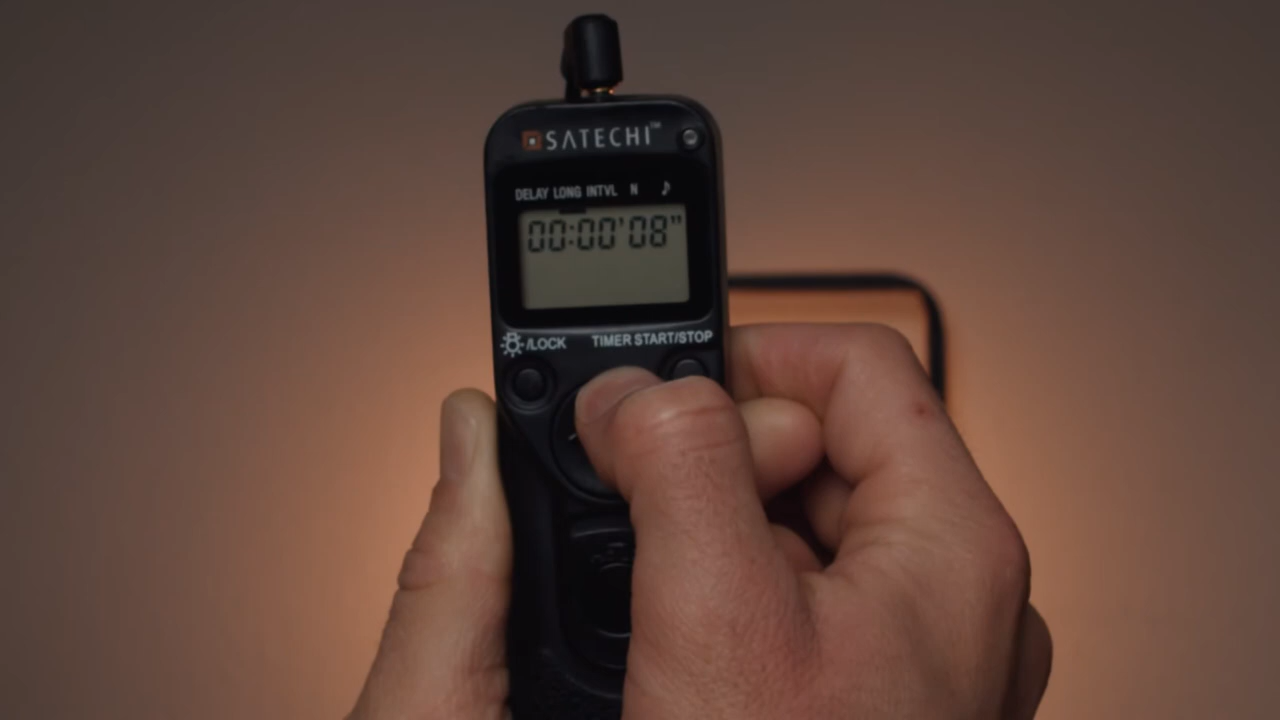 SATECHI™
DELAY LONG INTVL N ♪
00:00'08"
/LOCK TIMER START/STOP